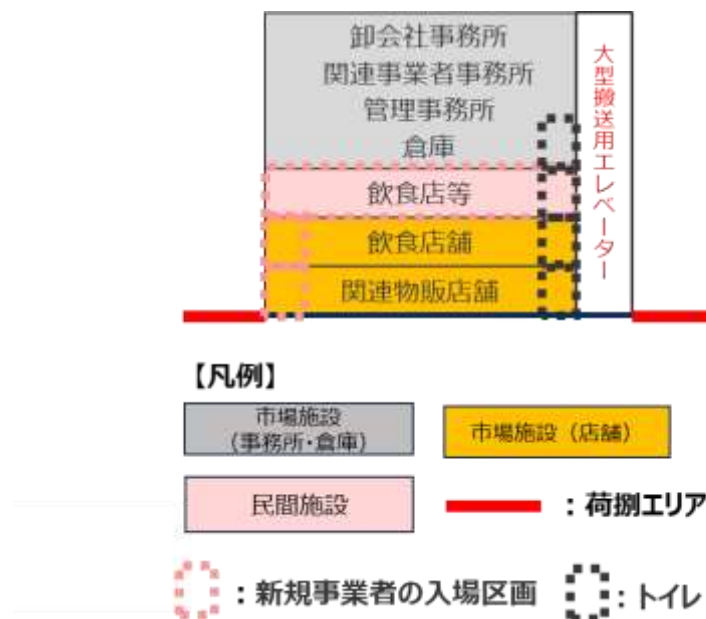 卸会社事務所
関連事業者事務所
管理事務所
倉庫
大型搬送用エレベーター
飲食店等
飲食店舗
関連物販店舗
【凡例】
市場施設
(事務所・倉庫)
市場施設（店舗）
民間施設
：荷捌エリア
：新規事業者の入場区画
：トイレ